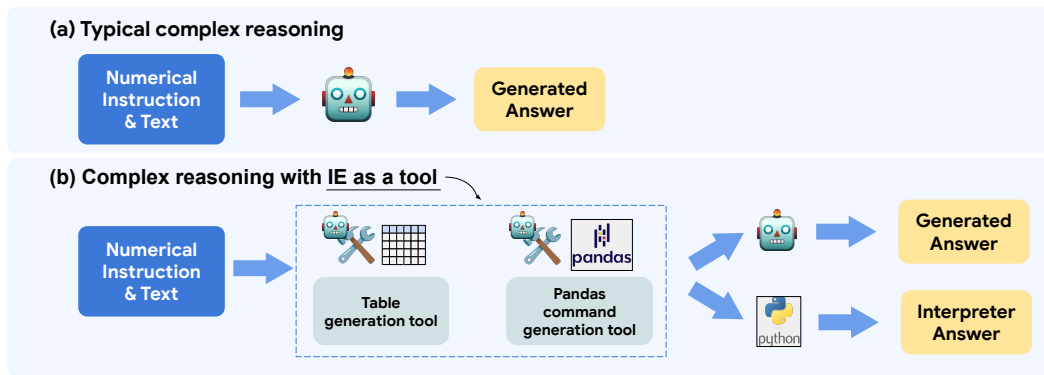 (a) Typical complex reasoning
Numerical
Instruction
& Text
Generated
Answer
(b) Complex reasoning with IE as a tool
Numerical
Instruction
& Text
Table
generation tool
pandas
Pandas
command
generation tool
Generated
Answer
python
Interpreter
Answer